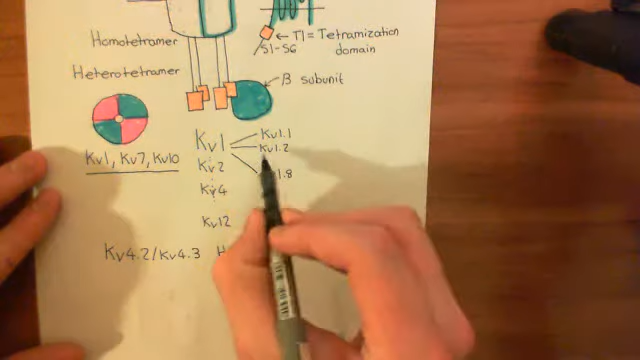 ← T1 = Tetramization
domain
S1-S6
Homotetramer
Heterotetramer
β subunit
Kv1
Kv1.1
Kv1.2
Kv1, Kv7, Kv10
Kv2
Kv4
Kv12
Kv4.2/Kv4.3